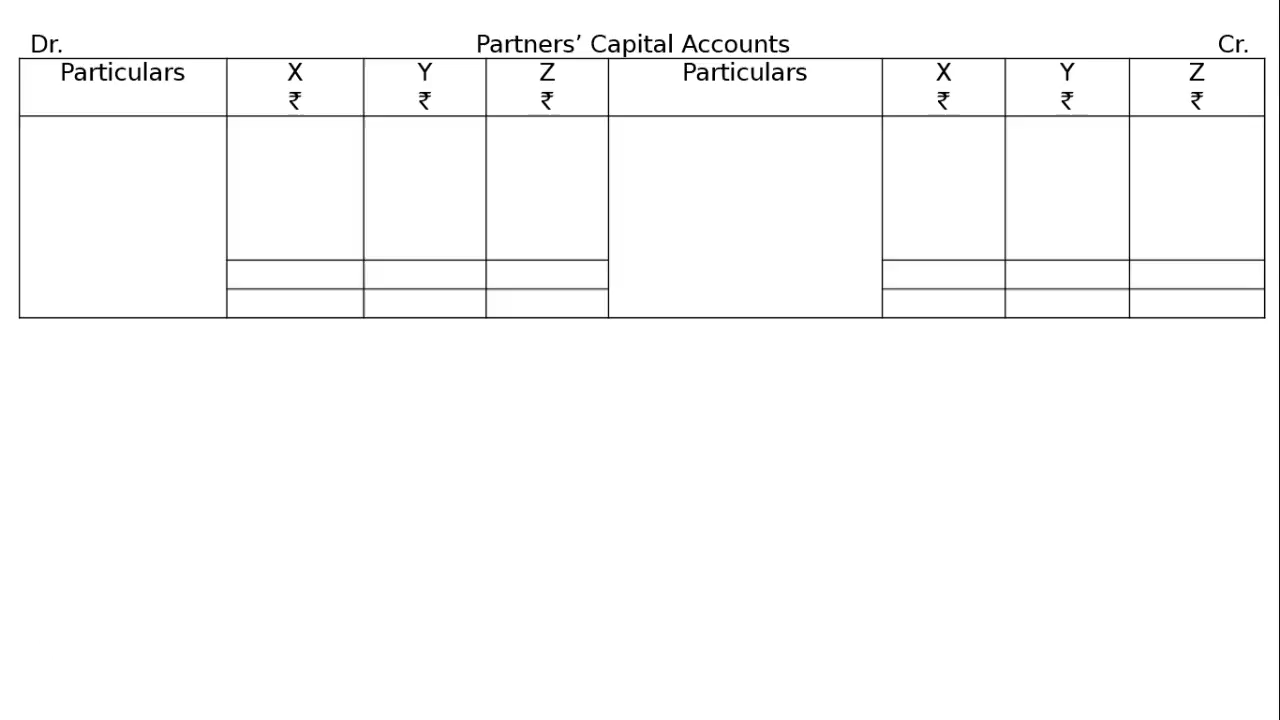 Dr. Partners’ Capital Accounts Cr.
Particulars X Y Z Particulars X Y Z
₹ ₹ ₹ ₹ ₹ ₹